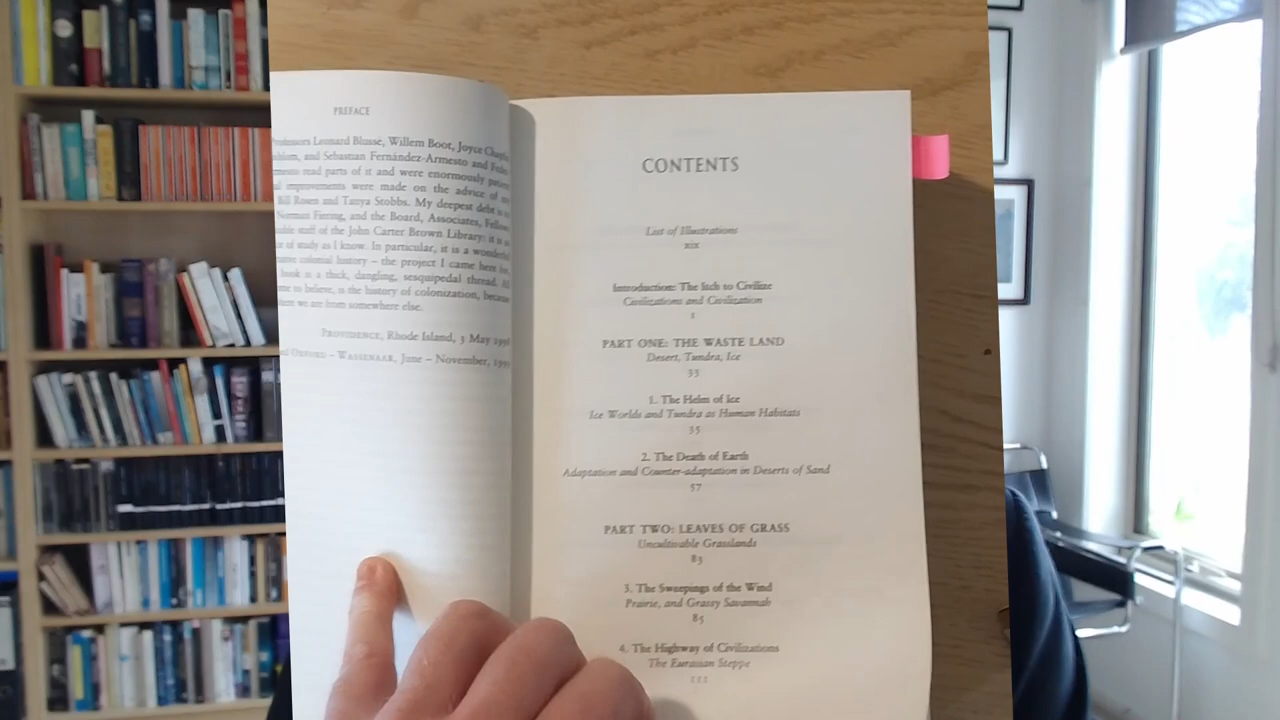 PREFACE
Professors Leonard Blussé, Willem Boot, Joyce
and Sebastian Fernández-Armesto and
read parts of it and were enormously
improvements were made on the advice of
Bill Rosen and Tanya Stobbs. My deepest debt is
Norman Fiering, and the Board, Associates,
staff of the John Carter Brown Library: it is
of study as I know. In particular, it is a
colonial history – the project I came here
book is a thick, dangling, sesquipedal thread.
to believe, is the history of colonization, because
we are from somewhere else.
PROVIDENCE, Rhode Island, 3 May
OXFORD – WASSENAAR, June – November,
CONTENTS
List of Illustrations
xix
Introduction: The Itch to Civilize
Civilizations and Civilization
1
PART ONE: THE WASTE LAND
Desert, Tundra, Ice
33
1. The Helm of Ice
Ice Worlds and Tundra as Human Habitats
35
2. The Death of Earth
Adaptation and Counter-adaptation in Deserts of Sand
57
PART TWO: LEAVES OF GRASS
Uncultivable Grasslands
83
3. The Sweepings of the Wind
Prairie, and Grassy Savannah
85
4. The Highway of Civilizations
The Eurasian Steppe
111